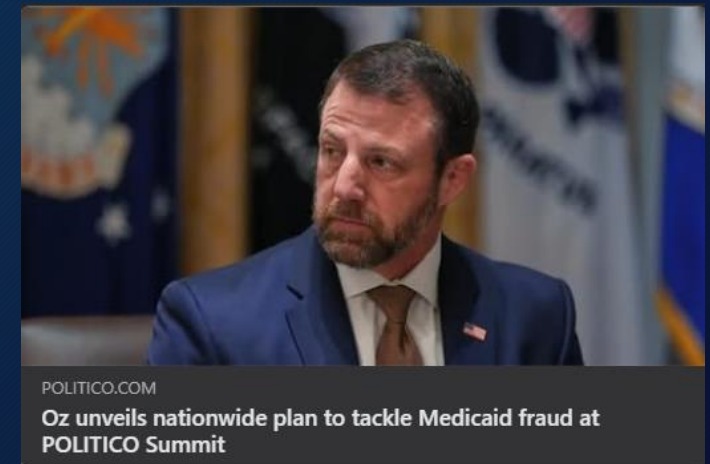 POLITICO.COM
Oz unveils nationwide plan to tackle Medicaid fraud at
POLITICO Summit